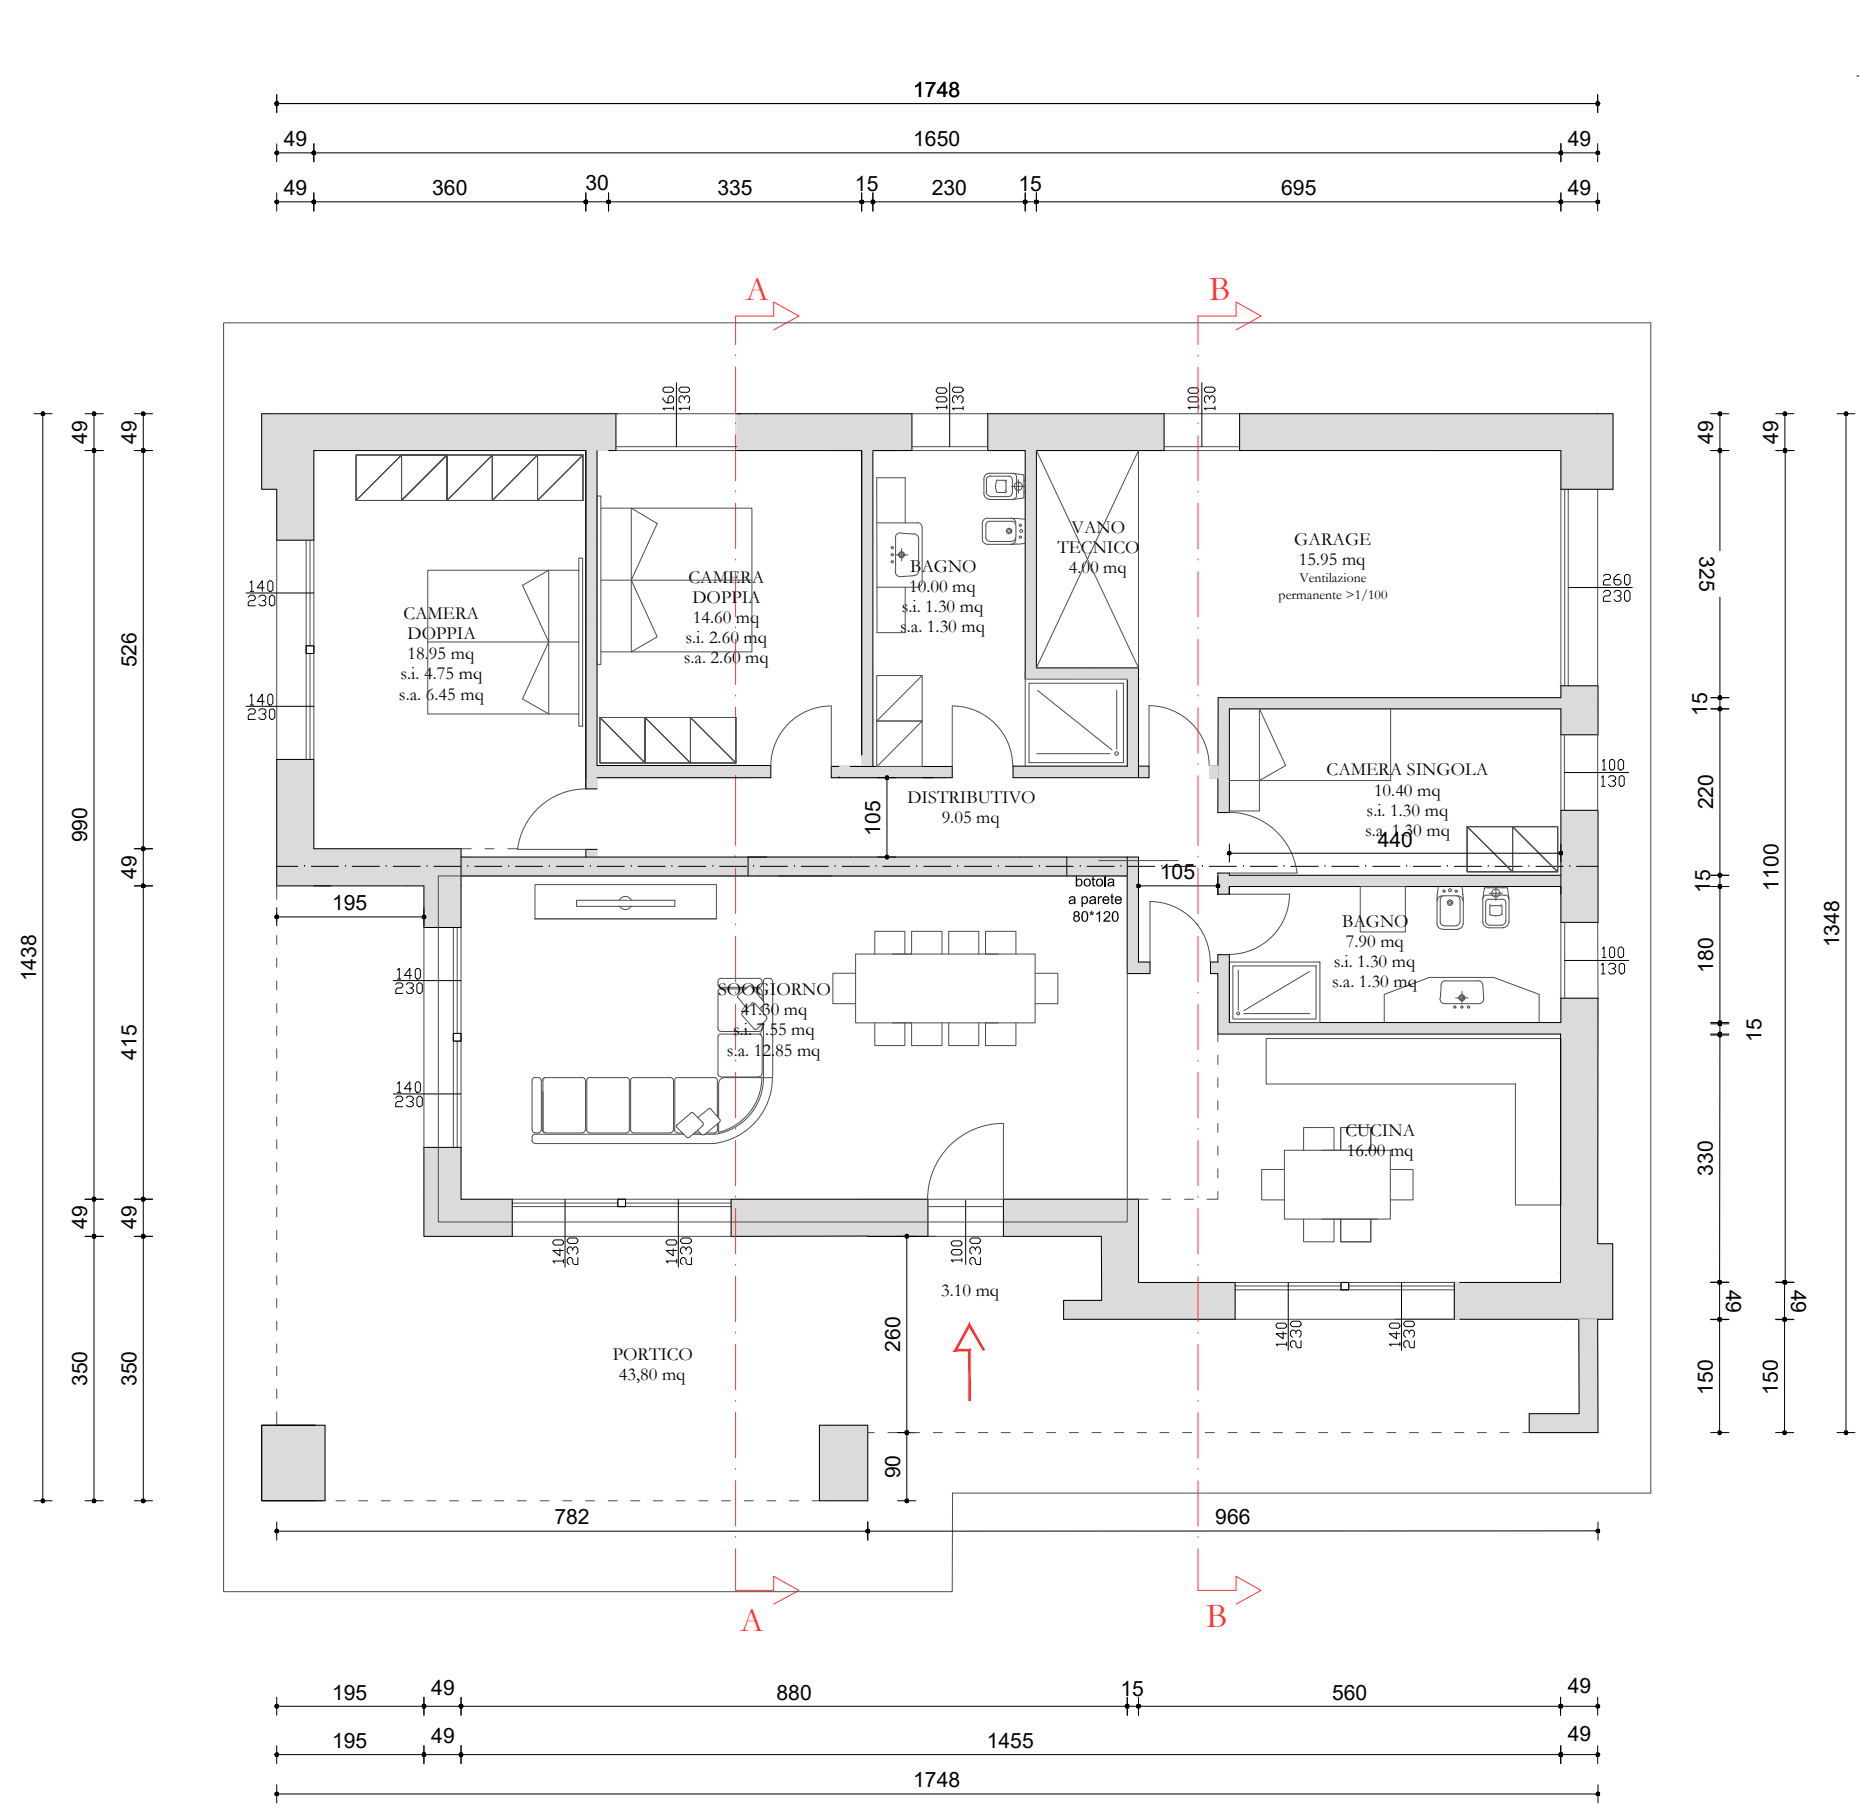 1748
49 1650 49
49 360 30 335 15 230 15 695 49
A B
160 130
100 130
100 130
49 49 49 49
VANO
TECNICO
4.00 mq
GARAGE
15.95 mq
Ventilazione
permanente >1/100
325
BAGNO
10.00 mq
s.i. 1.30 mq
s.a. 1.30 mq
CAMERA
DOPPIA
14.60 mq
s.i. 2.60 mq
s.a. 2.60 mq
140
230
260
230
CAMERA
DOPPIA
18.95 mq
s.i. 4.75 mq
s.a. 6.45 mq
526
140
230
15
CAMERA SINGOLA
10.40 mq
s.i. 1.30 mq
s.a. 1.30 mq
100
130
220
DISTRIBUTIVO
9.05 mq
105
990
440
49
1100
105
15
botola
a parete
80*120
195
BAGNO
7.90 mq
s.i. 1.30 mq
s.a. 1.30 mq
100
130
180
1438
1348
140
230
SOOGIORNO
41.30 mq
s.i. 7.55 mq
s.a. 12.85 mq
415
15
140
230
CUCINA
16.00 mq
330
49 49
140 230
140 230
100 230
3.10 mq
49 49
140 230
140 230
260
PORTICO
43,80 mq
350 350
150 150
90
782 966
A B
195 49 880 15 560 49
195 49 1455 49
1748